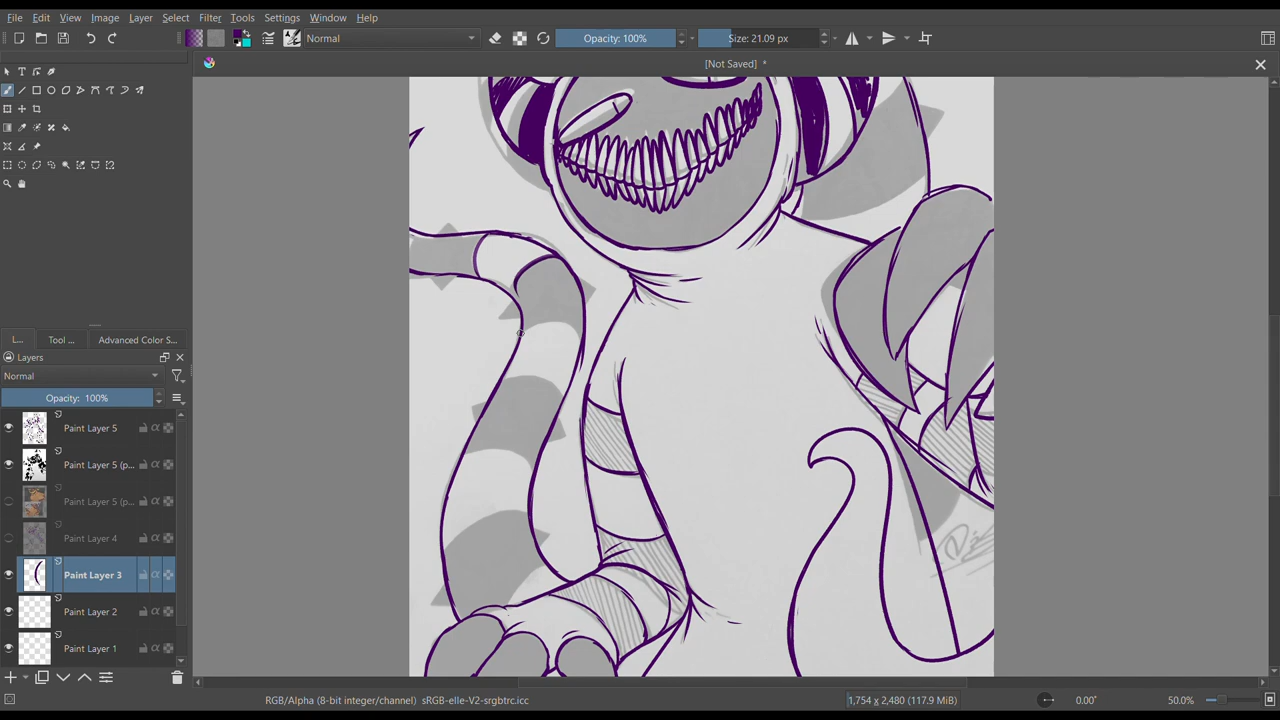 File Edit View Image Layer Select Filter Tools Settings Window Help
Normal Opacity: 100% Size: 21.09 px
[Not Saved] *
L... Tool ... Advanced Color S...
Layers
Normal
Opacity: 100%
Paint Layer 5
Paint Layer 5 (p...
Paint Layer 5 (p...
Paint Layer 4
Paint Layer 3
Paint Layer 2
Paint Layer 1
RGB/Alpha (8-bit integer/channel) sRGB-elle-V2-srgbtrc.icc 1,754 x 2,480 (117.9 MiB) 0.00° 50.0%